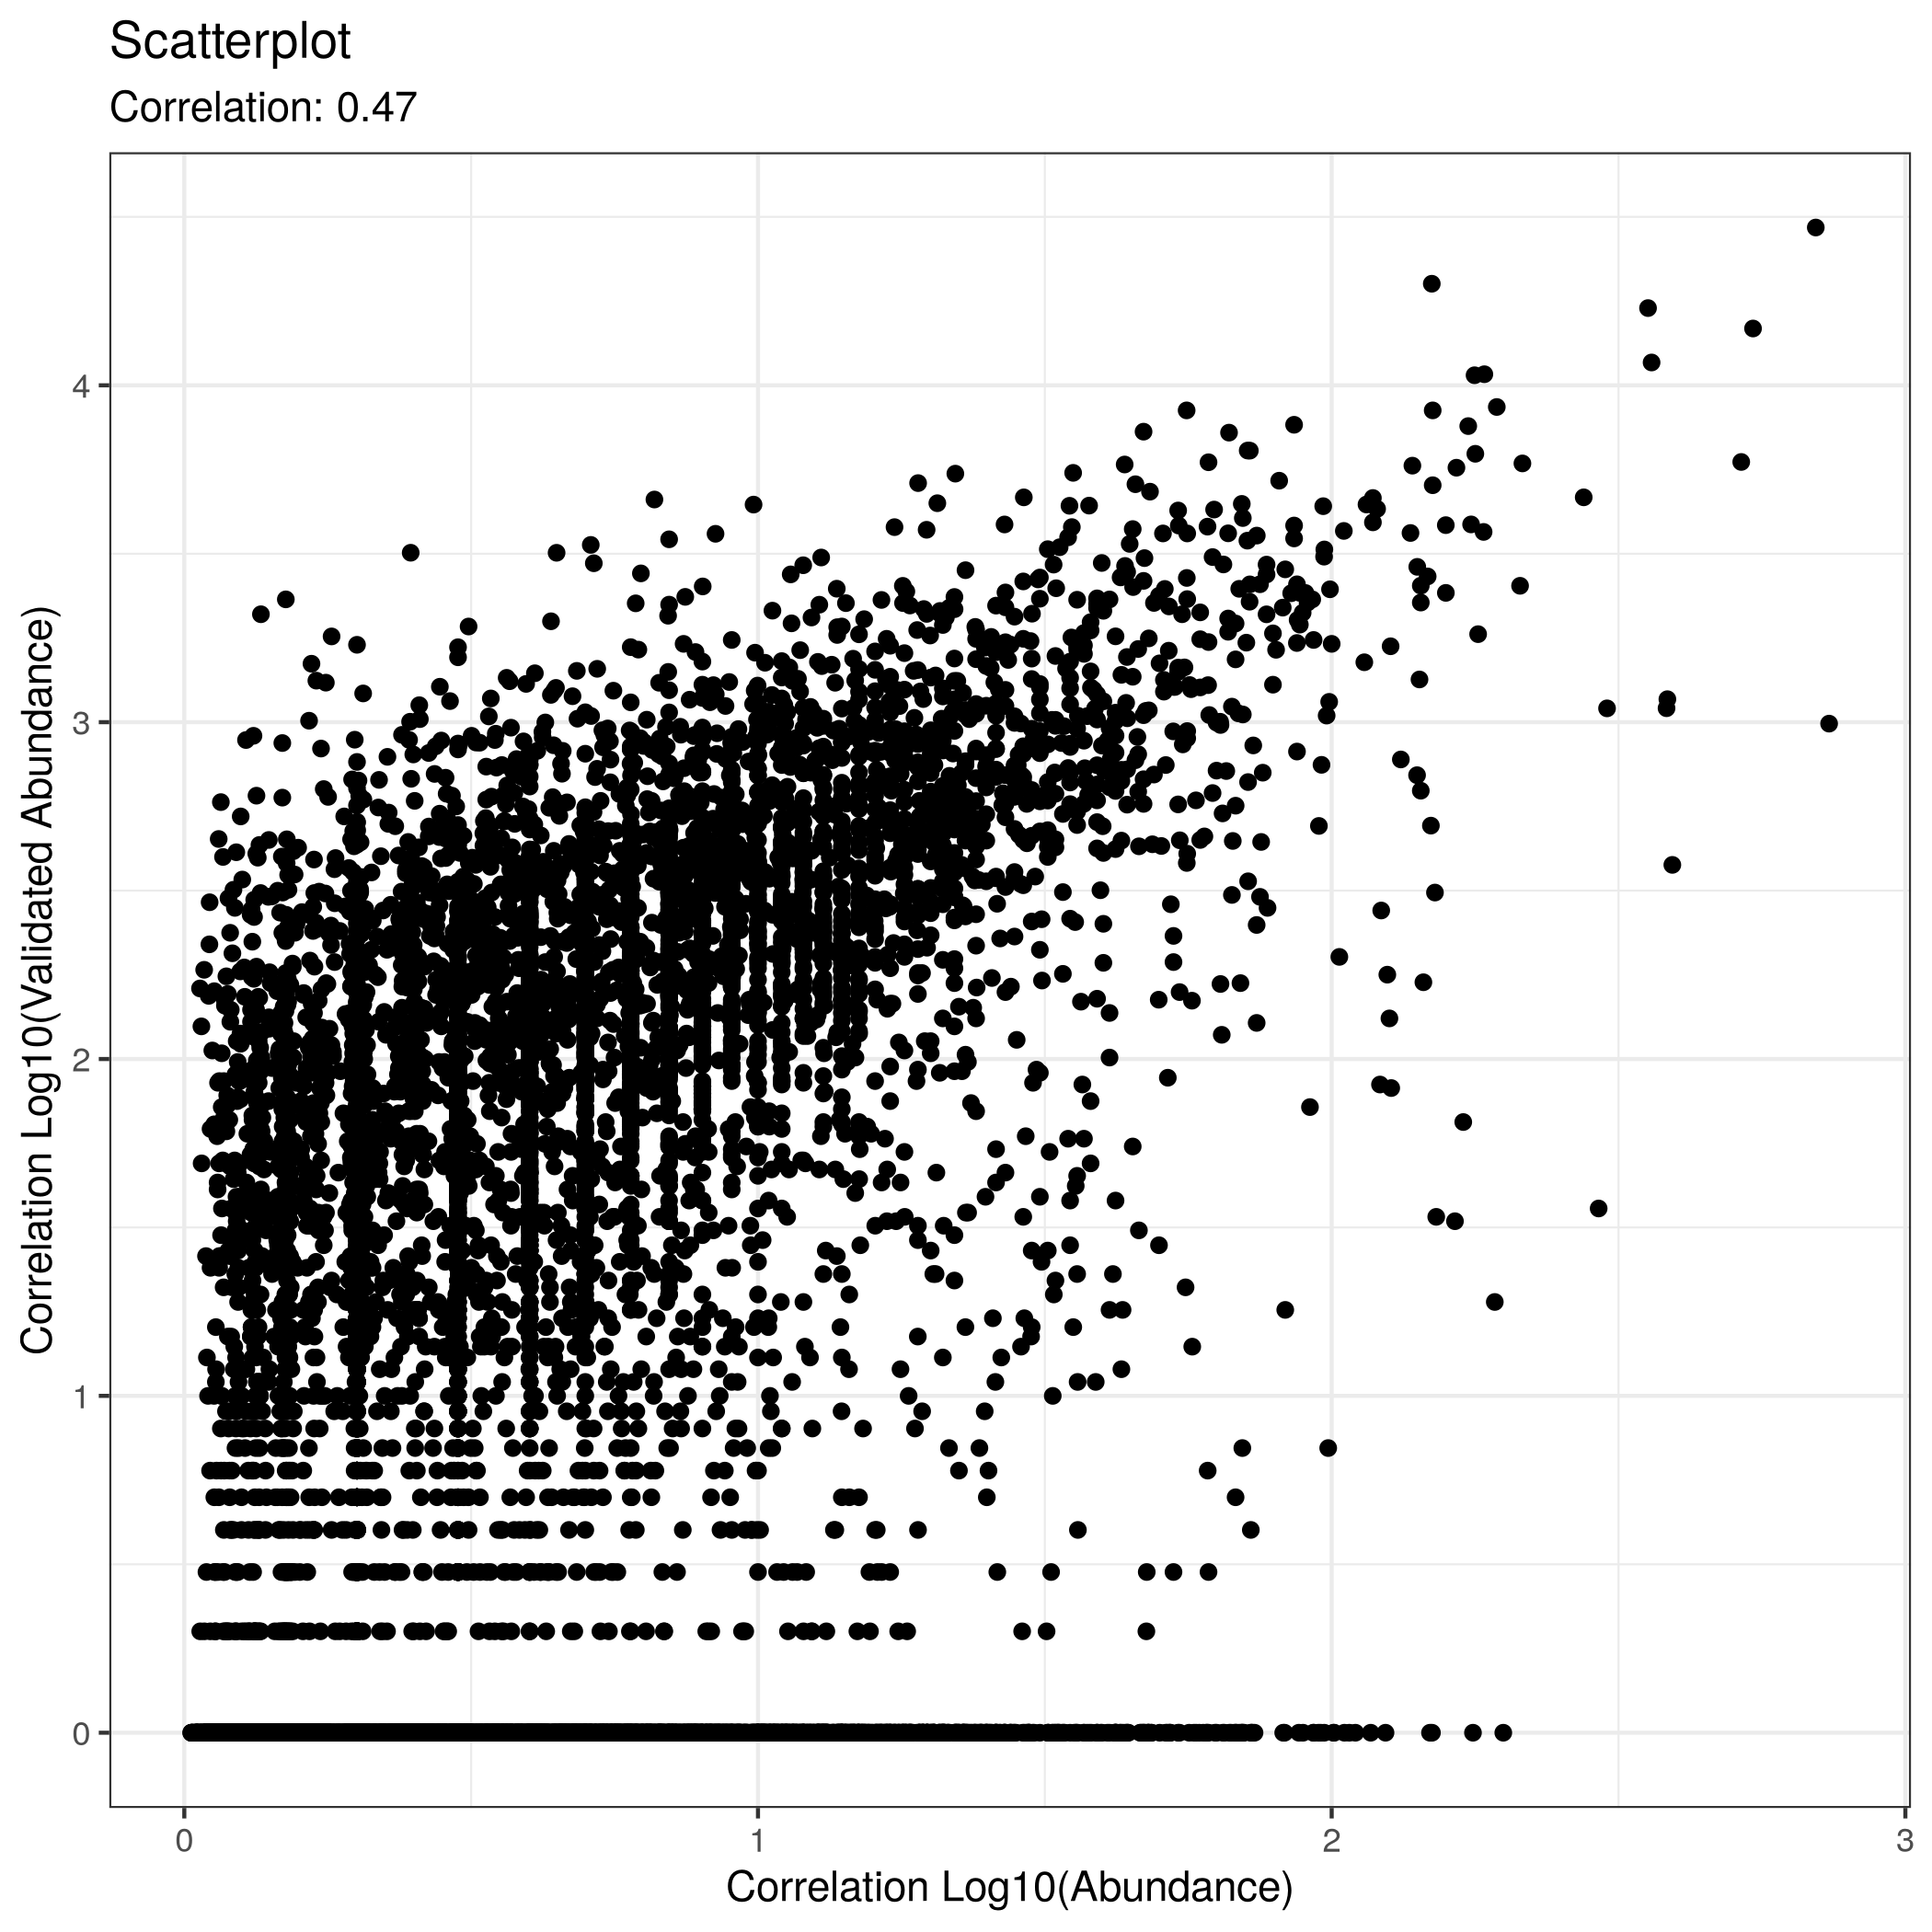 Scatterplot
Correlation: 0.47
Correlation Log10(Validated Abundance)
4
3
2
1
0
0 1 2 3
Correlation Log10(Abundance)